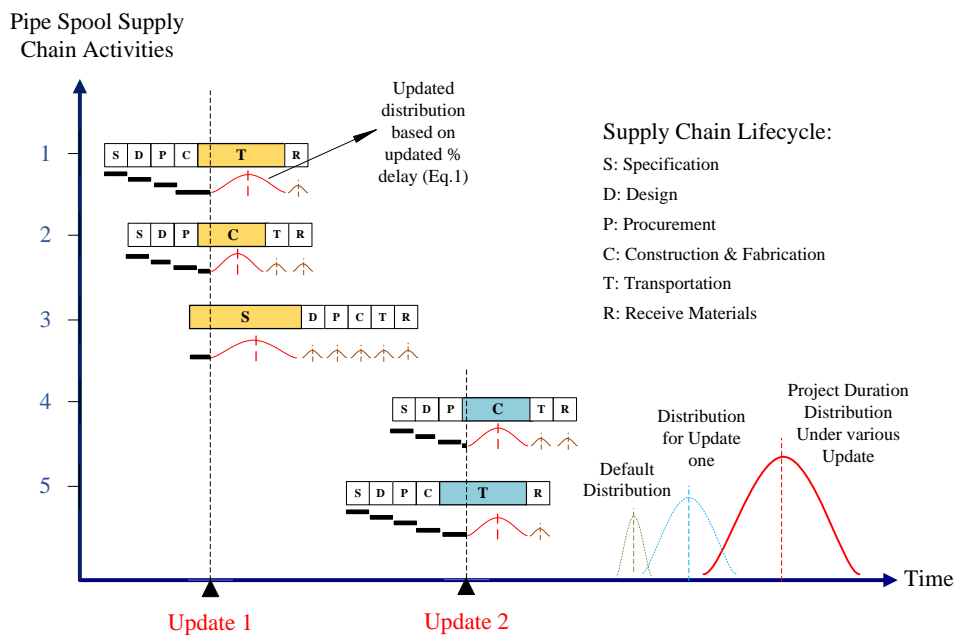 Pipe Spool Supply
Chain Activities
Updated
distribution
based on
updated %
delay (Eq.1)
Supply Chain Lifecycle:
S: Specification
D: Design
P: Procurement
C: Construction & Fabrication
T: Transportation
R: Receive Materials
1
S D P C T R
2
S D P C T R
3
S D P C T R
4
S D P C T R
5
S D P C T R
Default
Distribution
Distribution
for Update
one
Project Duration
Distribution
Under various
Update
Time
Update 1
Update 2